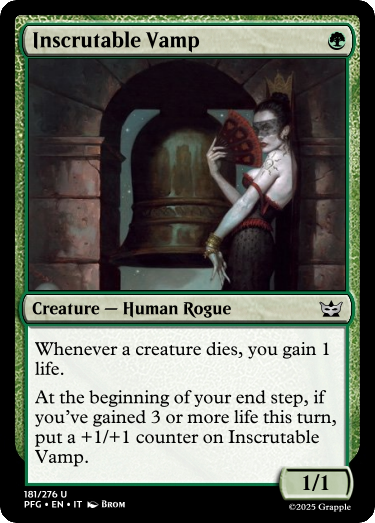 Inscrutable Vamp
Creature — Human Rogue
Whenever a creature dies, you gain 1
life.
At the beginning of your end step, if
you've gained 3 or more life this turn,
put a +1/+1 counter on Inscrutable
Vamp.
1/1
181/276 U
PFG • EN • IT Brom
©2025 Grapple